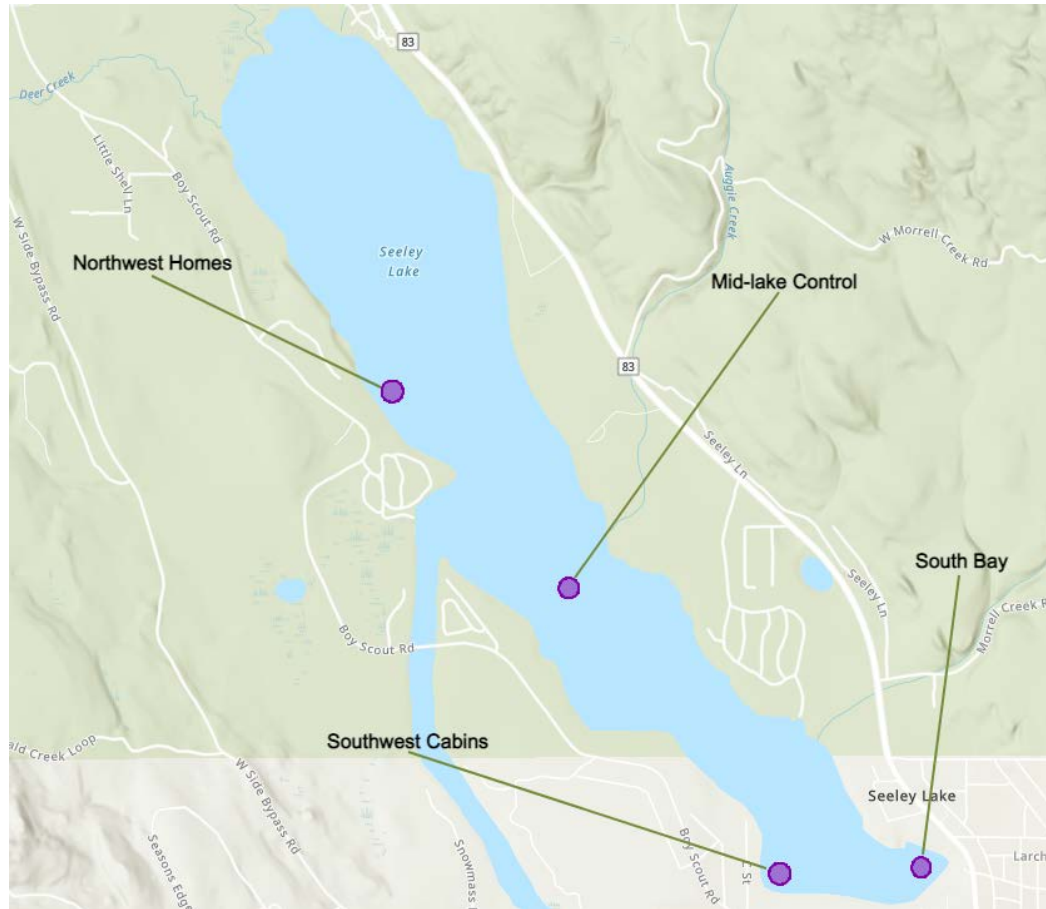 83
Deer Creek
Little Shell Ln
Boy Scout Rd
W Side Bypass Rd
Northwest Homes
Seeley
Lake
Auggie Creek
W Morrell Creek Rd
Mid-lake Control
83
Seeley Ln
South Bay
Seeley Ln
Morrell Creek R
Boy Scout Rd
Southwest Cabins
ald Creek Loop
W Side Bypass Rd
Seeley Lake
Seasons Edge
Snowmass
Boy Scout Rd
E St
Larch